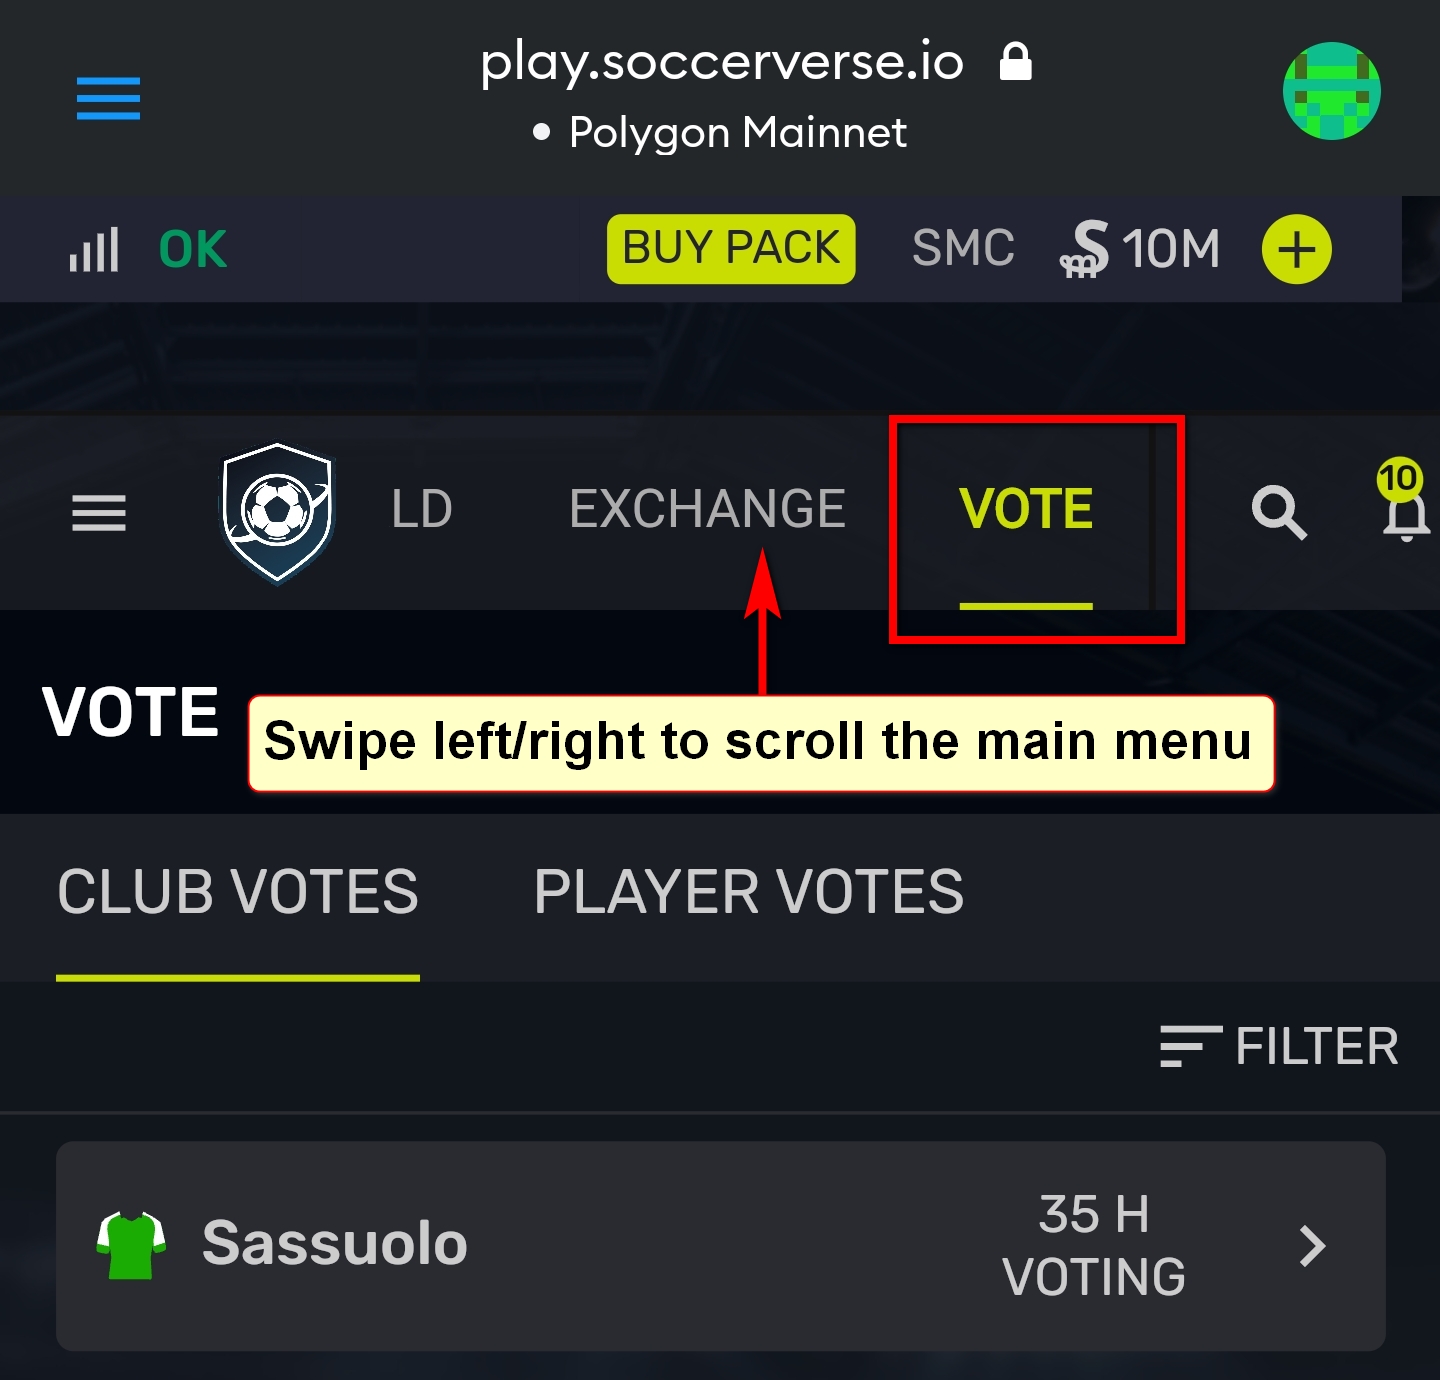 play.soccerverse.io
• Polygon Mainnet
OK BUY PACK SMC 10M
LD EXCHANGE VOTE 10
VOTE
Swipe left/right to scroll the main menu
CLUB VOTES PLAYER VOTES
FILTER
Sassuolo
35 H
VOTING